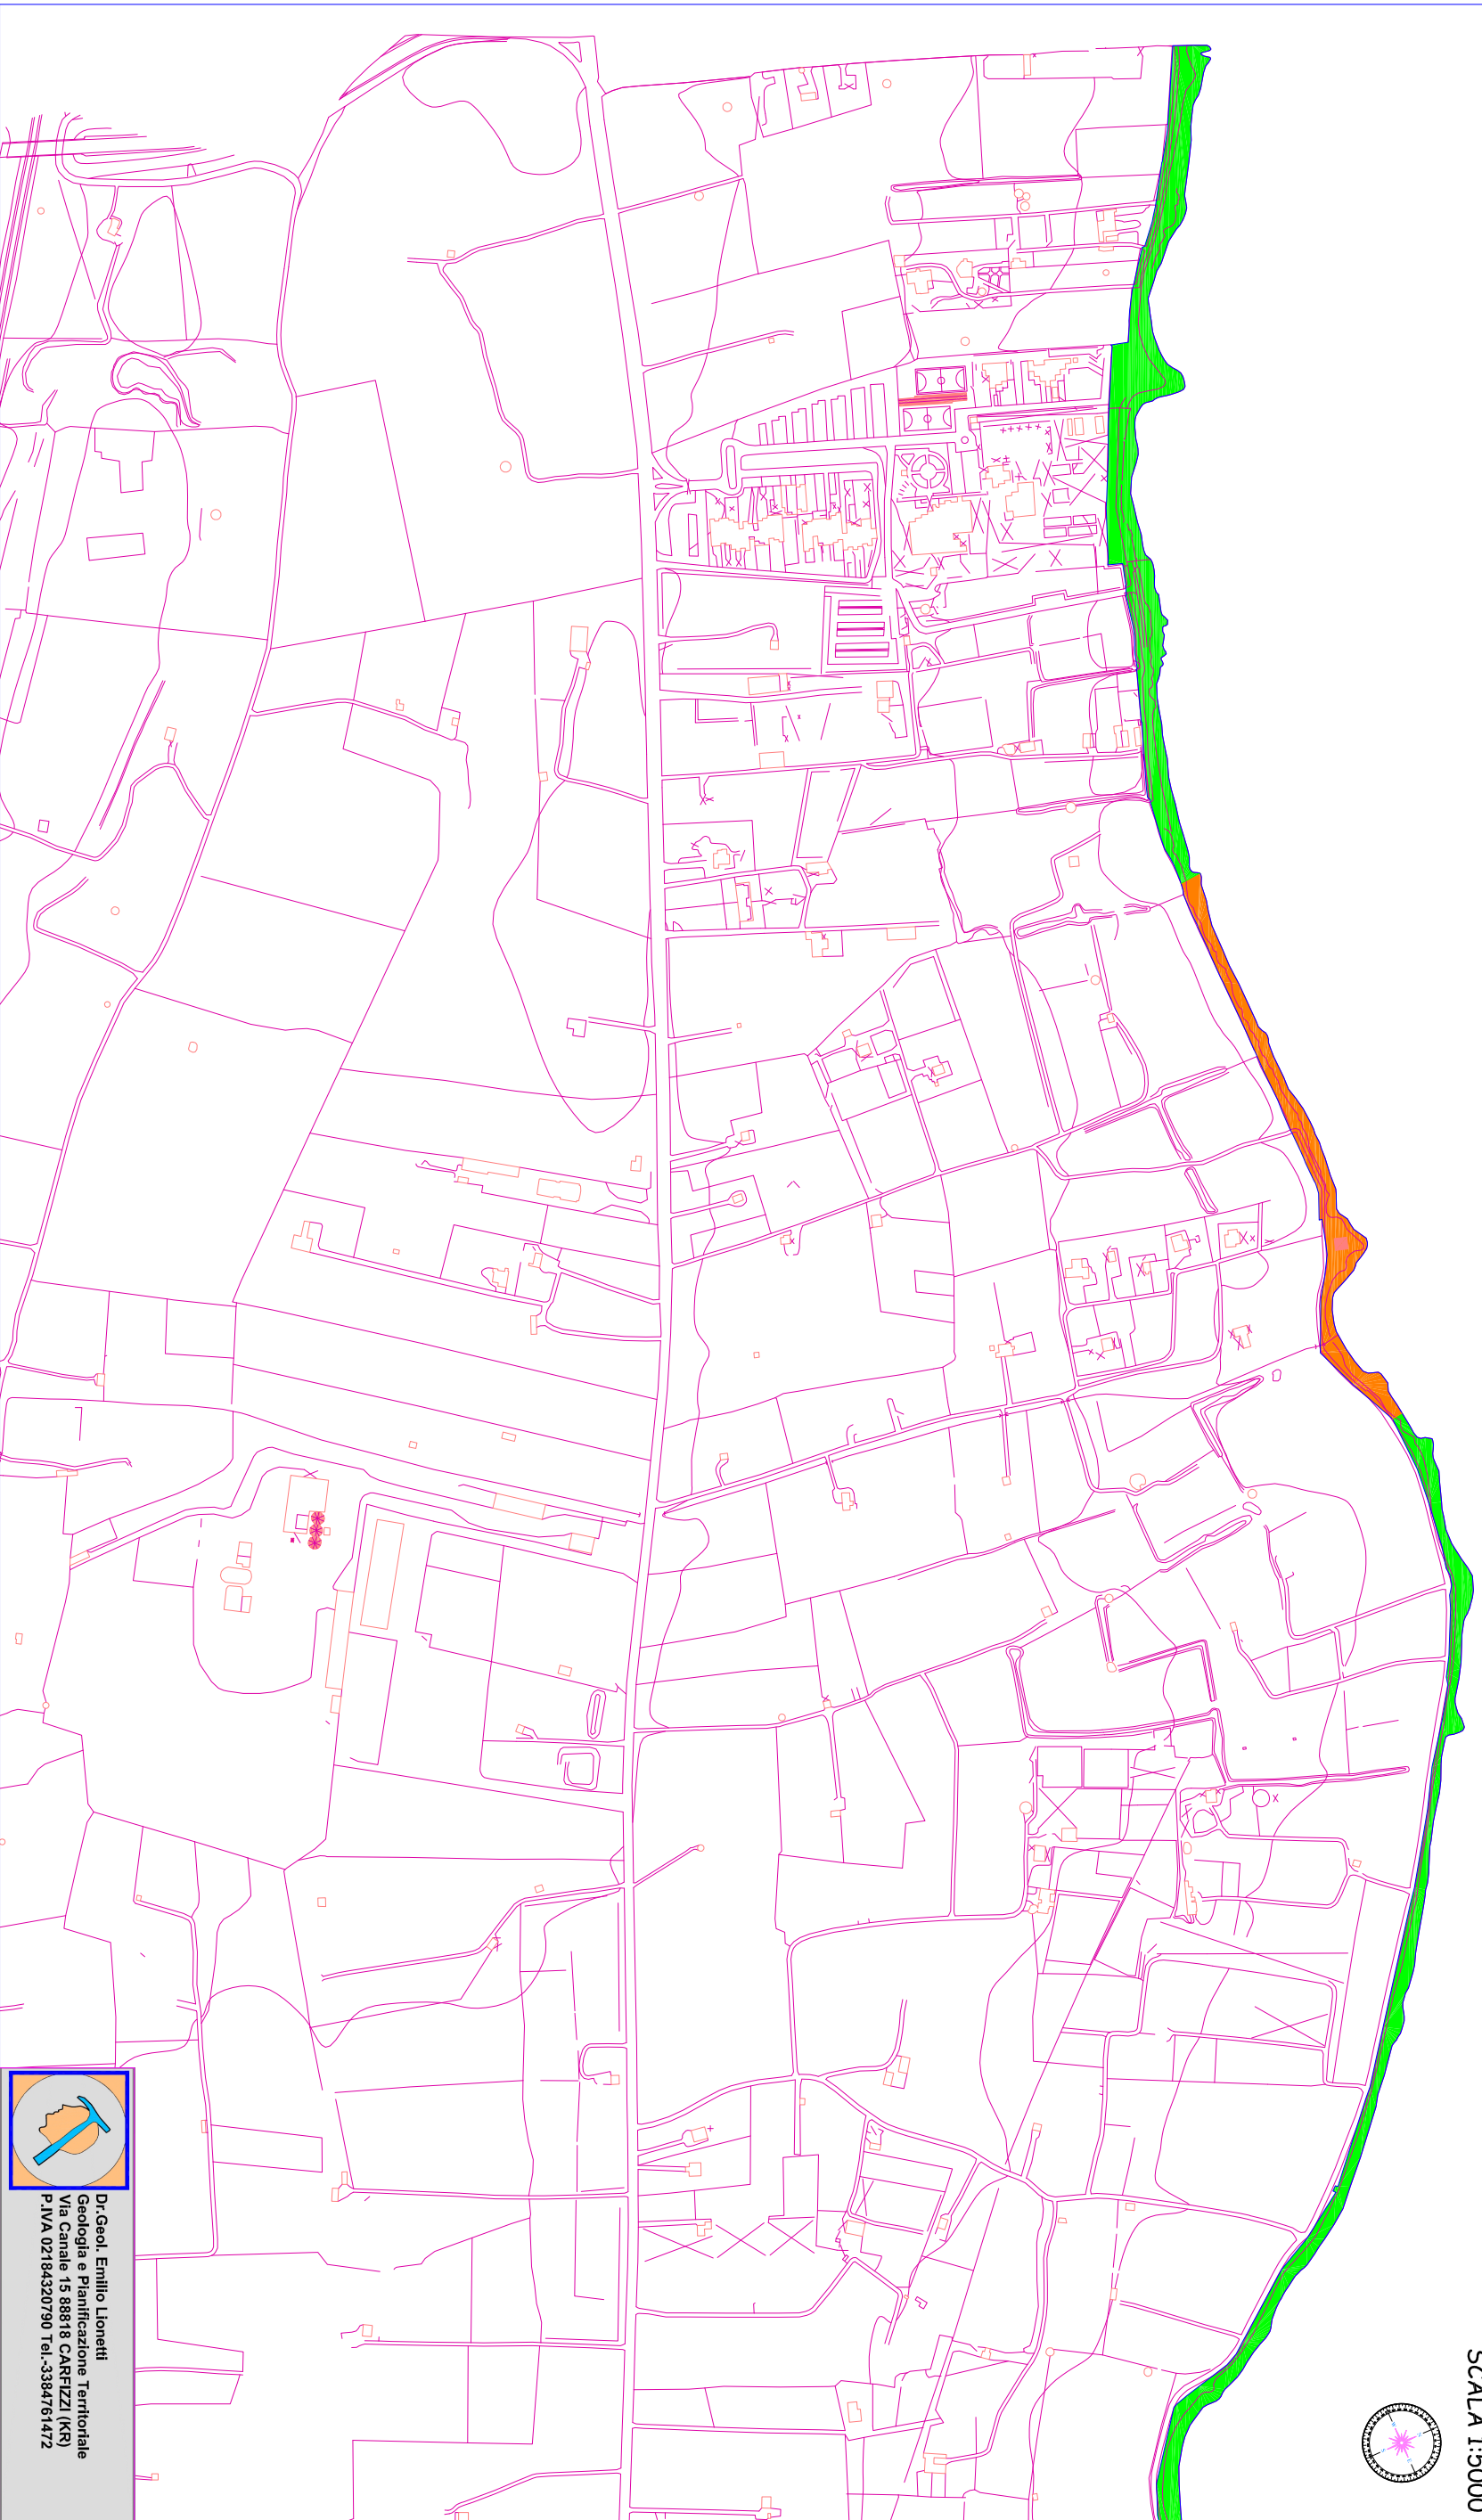 SCALA 1:5000
Dr.Geol. Emilio Lionetti
Geologia e Pianificazione Territoriale
Via Canale 15 88818 CARFIZZI (KR)
P.IVA 02184320790 Tel.-3384761472